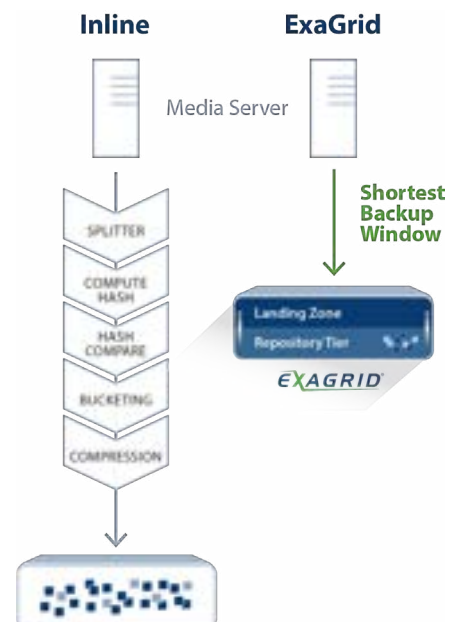 Inline
ExaGrid
Media Server
SPLITTER
COMPUTE
HASH
HASH
COMPARE
BUCKETING
COMPRESSION
Shortest
Backup
Window
Landing Zone
Repository Tier
EXAGRID